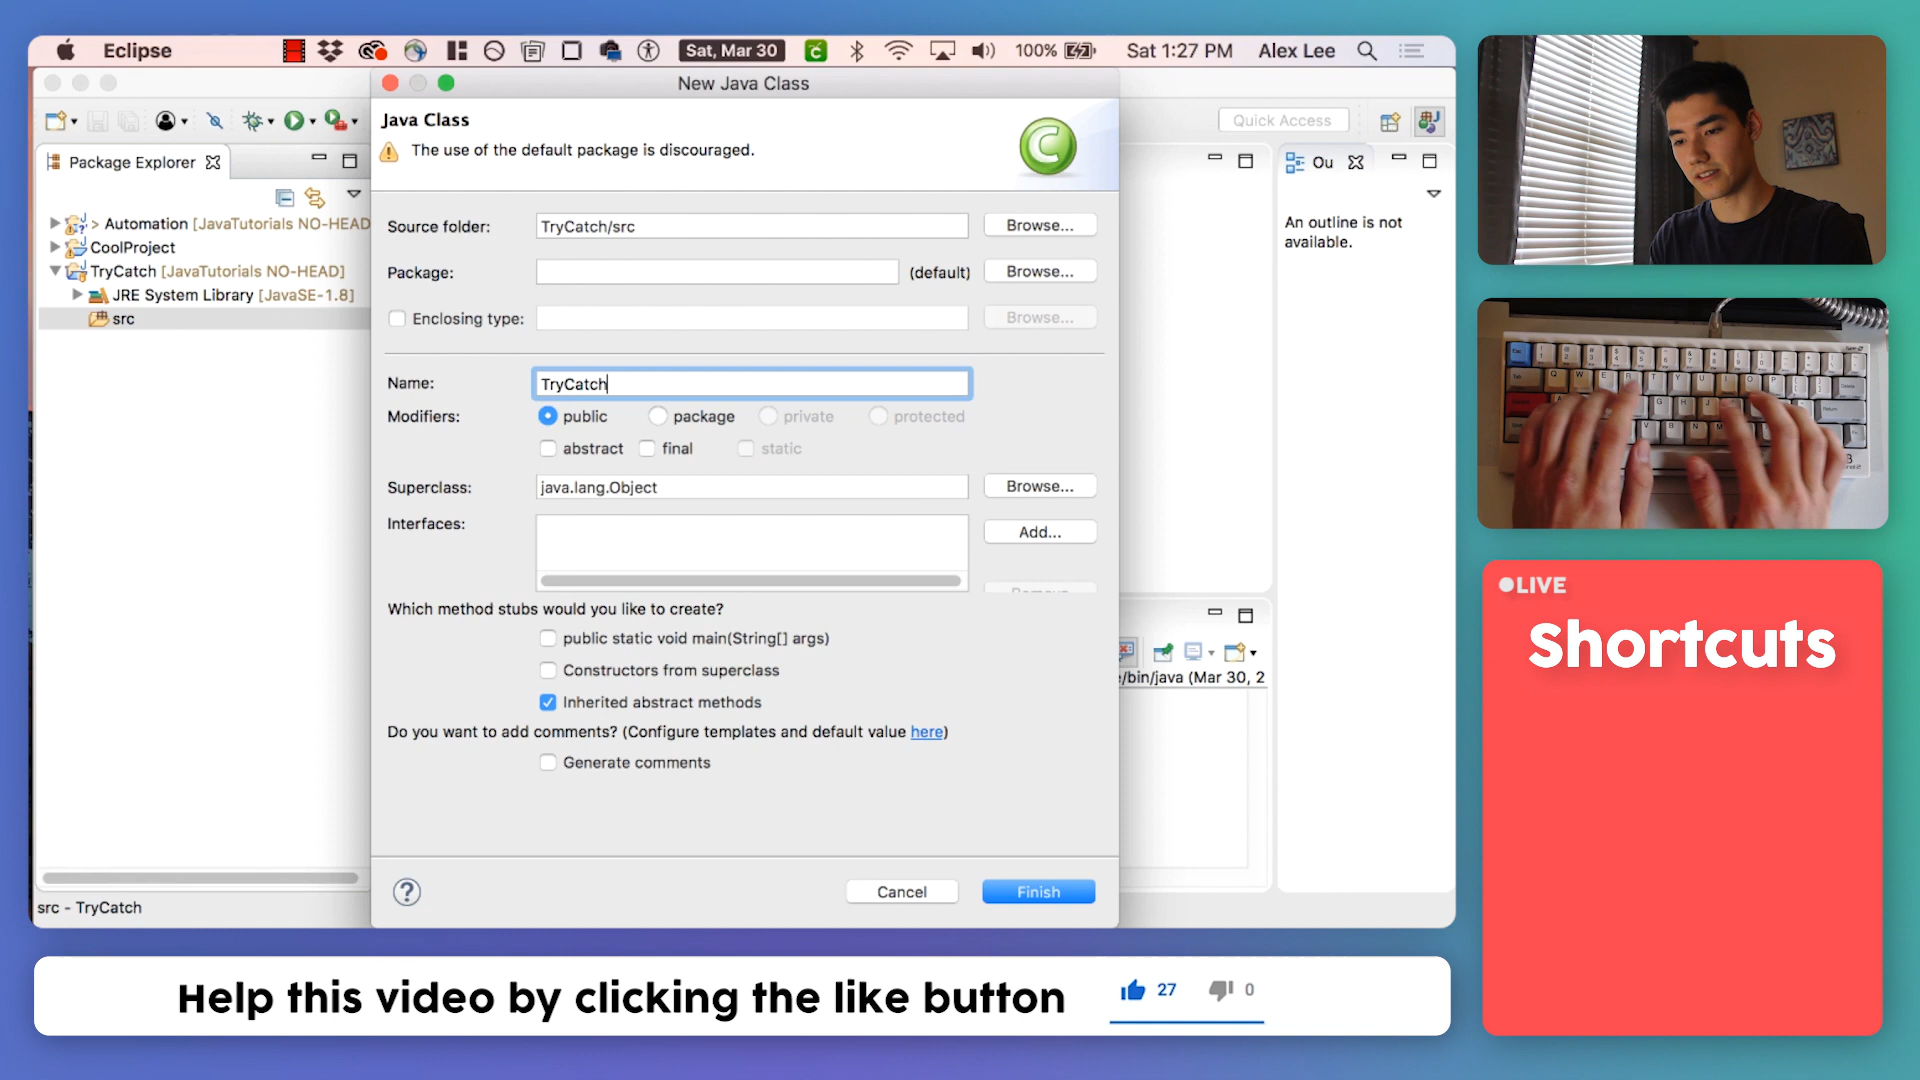 Eclipse
Sat, Mar 30
100%
Sat 1:27 PM
Alex Lee
New Java Class
Java Class
The use of the default package is discouraged.
Quick Access
Package Explorer
> Automation [JavaTutorials NO-HEAD
CoolProject
TryCatch [JavaTutorials NO-HEAD]
JRE System Library [JavaSE-1.8]
src
Source folder:
TryCatch/src
Browse...
Package:
(default)
Browse...
Enclosing type:
Browse...
Name:
TryCatch
Modifiers:
public
package
private
protected
abstract
final
static
Superclass:
java.lang.Object
Browse...
Interfaces:
Add...
Which method stubs would you like to create?
public static void main(String[] args)
Constructors from superclass
Inherited abstract methods
Do you want to add comments? (Configure templates and default value here)
Generate comments
Cancel
Finish
Ou
An outline is not
available.
/bin/java (Mar 30, 2
src - TryCatch
LIVE
Shortcuts
Help this video by clicking the like button
27
0